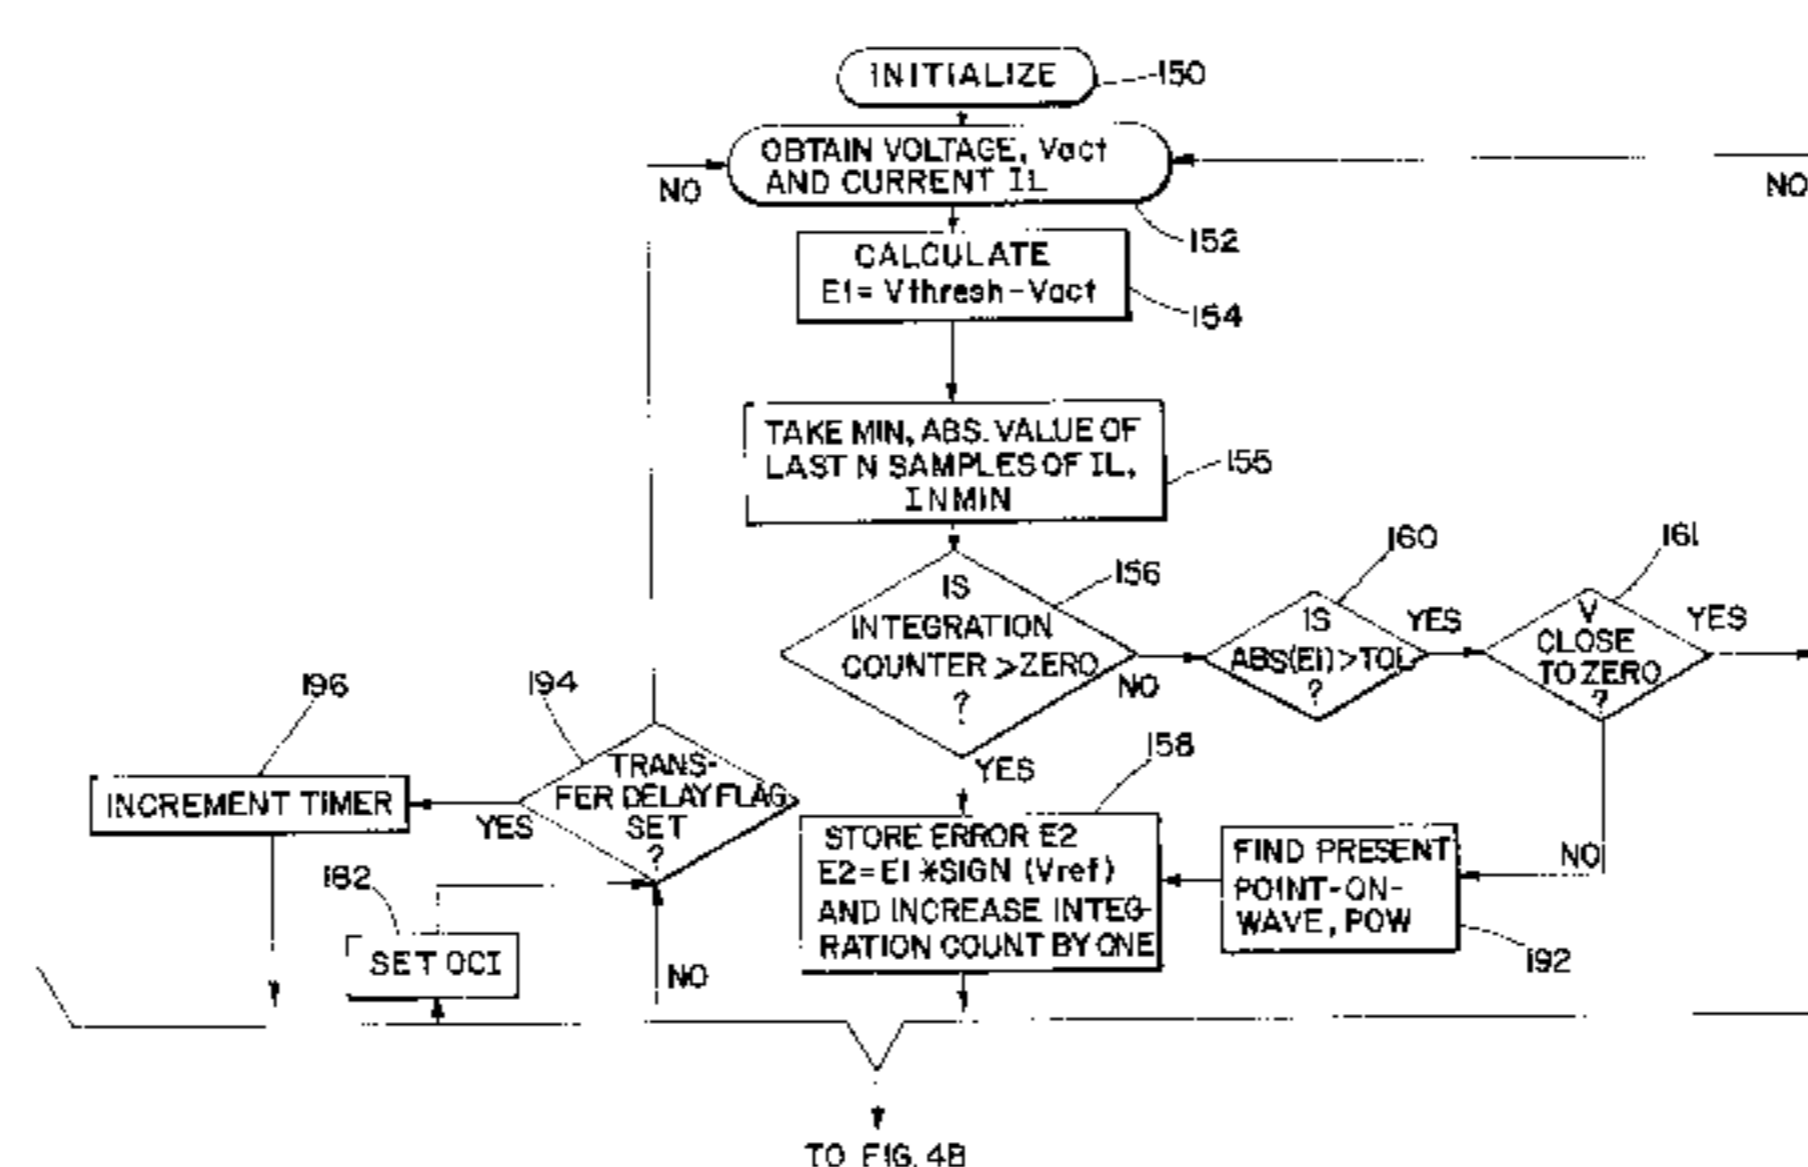 INITIALIZE
150
OBTAIN VOLTAGE, Vact
AND CURRENT IL
NO
NO
152
CALCULATE
E1 = Vthresh - Vact
154
TAKE MIN, ABS. VALUE OF
LAST N SAMPLES OF IL,
INMIN
155
IS
INTEGRATION
COUNTER > ZERO
?
156
NO
YES
160
IS
ABS(E1) > TOL
?
YES
161
V
CLOSE
TO ZERO
?
YES
NO
196
INCREMENT TIMER
194
TRANS-
FER DELAY FLAG
SET
?
YES
158
STORE ERROR E2
E2 = E1 * SIGN (Vref)
AND INCREASE INTEG-
RATION COUNT BY ONE
FIND PRESENT
POINT-ON-
WAVE, POW
192
182
SET OCI
NO
TO FIG. 4B